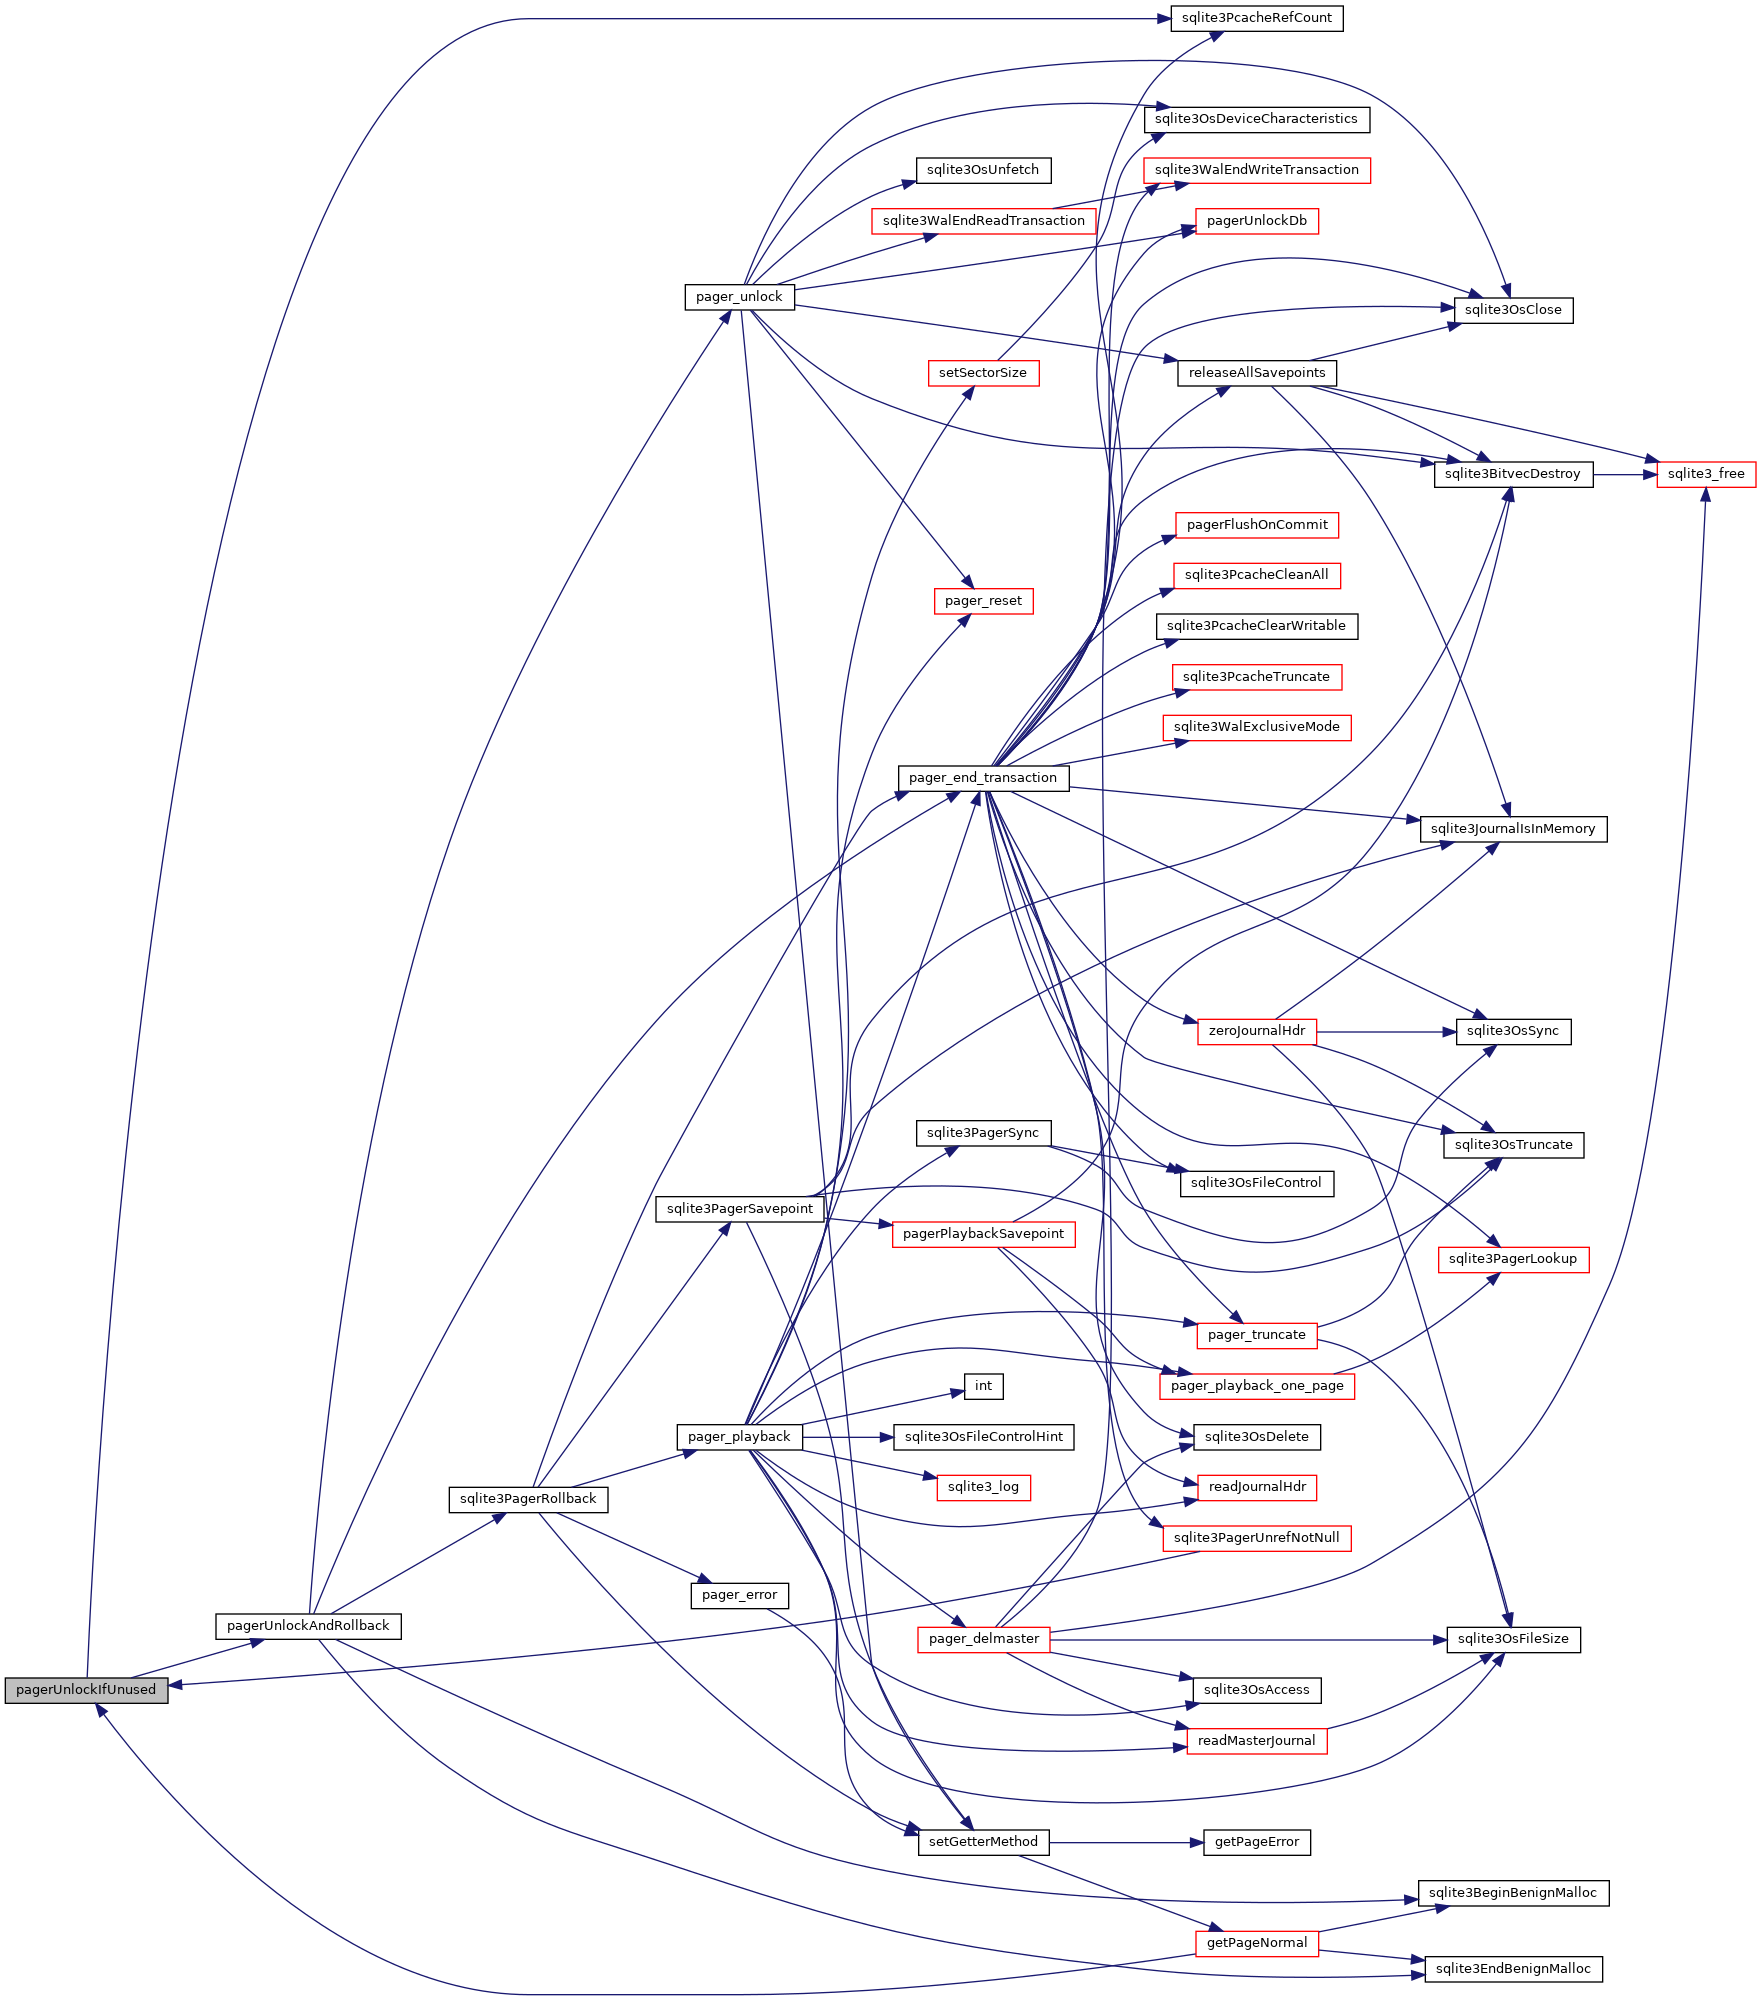 sqlite3PcacheRefCount
sqlite3OsDeviceCharacteristics
sqlite3OsUnfetch
sqlite3WalEndWriteTransaction
sqlite3WalEndReadTransaction
pagerUnlockDb
pager_unlock
sqlite3OsClose
setSectorSize
releaseAllSavepoints
sqlite3BitvecDestroy
sqlite3_free
pagerFlushOnCommit
sqlite3PcacheCleanAll
pager_reset
sqlite3PcacheClearWritable
sqlite3PcacheTruncate
sqlite3WalExclusiveMode
pager_end_transaction
sqlite3JournalIsInMemory
zeroJournalHdr
sqlite3OsSync
sqlite3PagerSync
sqlite3OsTruncate
sqlite3OsFileControl
sqlite3PagerSavepoint
pagerPlaybackSavepoint
sqlite3PagerLookup
pager_truncate
int
pager_playback_one_page
pager_playback
sqlite3OsFileControlHint
sqlite3OsDelete
sqlite3_log
readJournalHdr
sqlite3PagerRollback
sqlite3PagerUnrefNotNull
pager_error
pagerUnlockAndRollback
pager_delmaster
sqlite3OsFileSize
pagerUnlockIfUnused
sqlite3OsAccess
readMasterJournal
setGetterMethod
getPageError
sqlite3BeginBenignMalloc
getPageNormal
sqlite3EndBenignMalloc